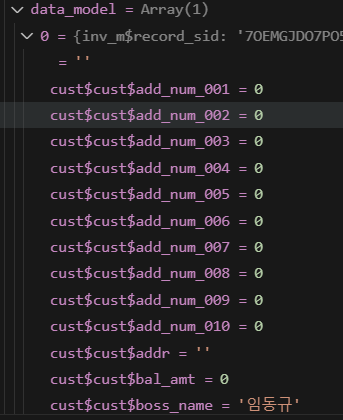 data_model = Array(1)
0 = {inv_m$record_sid: '7OEMGJDO7PO5
= ''
cust$cust$add_num_001 = 0
cust$cust$add_num_002 = 0
cust$cust$add_num_003 = 0
cust$cust$add_num_004 = 0
cust$cust$add_num_005 = 0
cust$cust$add_num_006 = 0
cust$cust$add_num_007 = 0
cust$cust$add_num_008 = 0
cust$cust$add_num_009 = 0
cust$cust$add_num_010 = 0
cust$cust$addr = ''
cust$cust$bal_amt = 0
cust$cust$boss_name = '임동규'